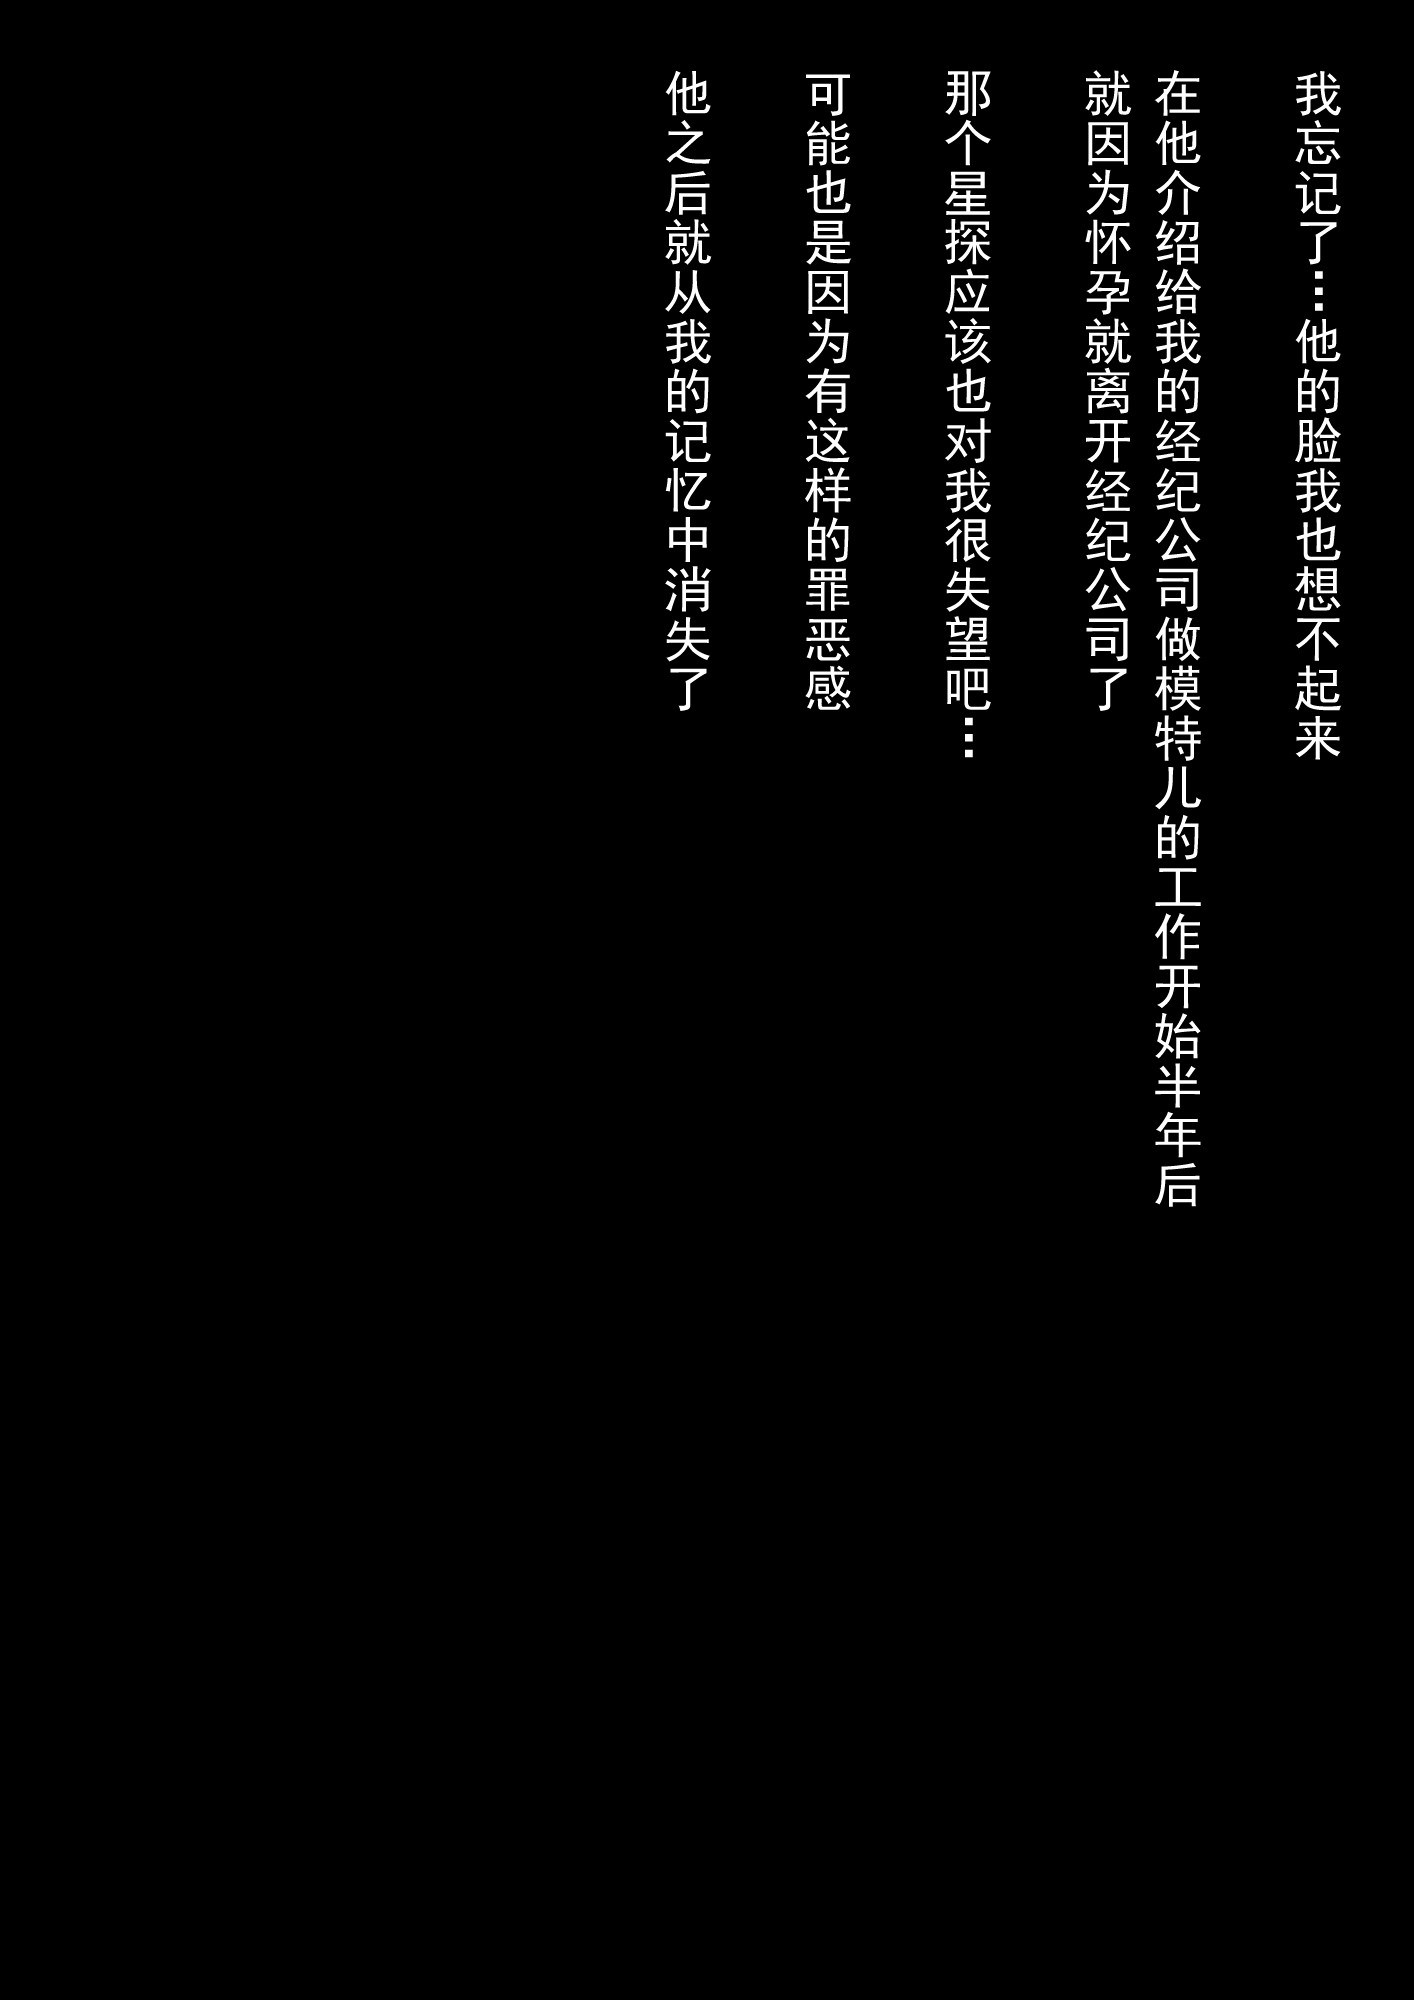 我忘记了…他的脸我也想不起来
在他介绍给我的经纪公司做模特儿的工作开始半年后
就因为怀孕就离开经纪公司了
那个星探应该也对我很失望吧…
可能也是因为有这样的罪恶感
他之后就从我的记忆中消失了